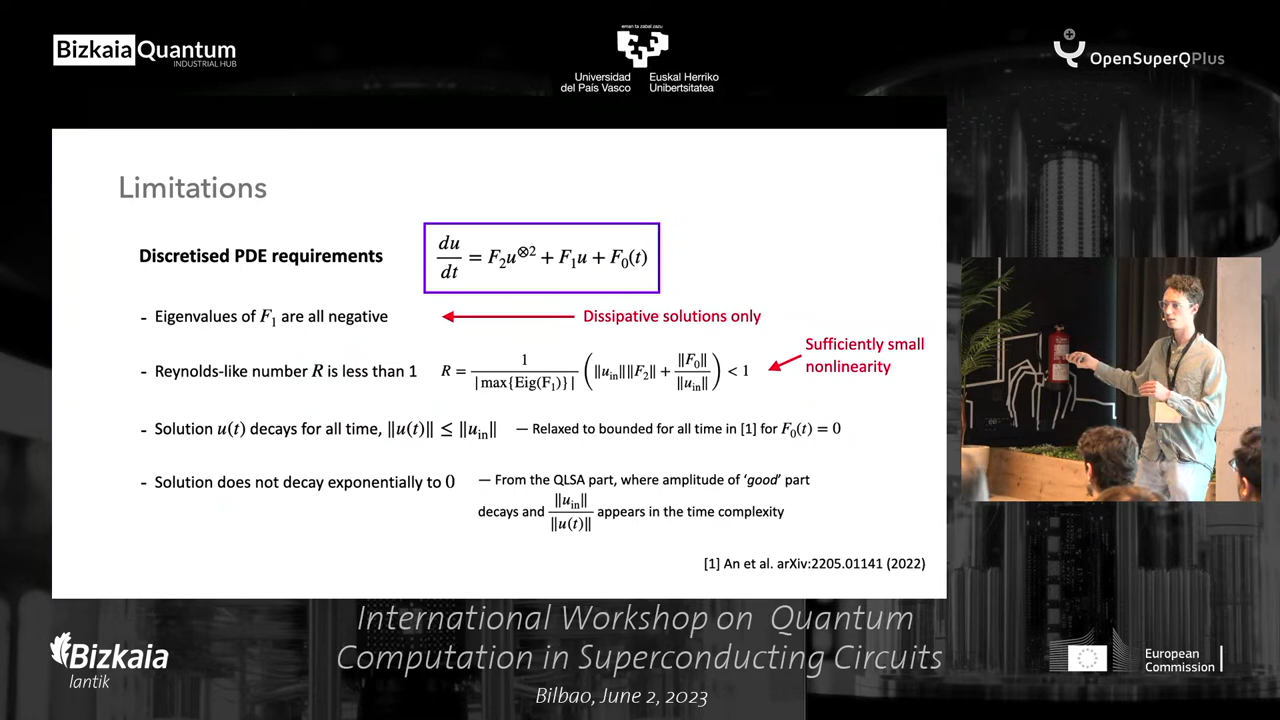 Bizkaia Quantum
INDUSTRIAL HUB
eman ta zabal zazu
Universidad
del País Vasco
Euskal Herriko
Unibertsitatea
OpenSuperQPlus
Limitations
Discretised PDE requirements
du/dt = F₂u^⊗2 + F₁u + F₀(t)
- Eigenvalues of F₁ are all negative
Dissipative solutions only
Sufficiently small
nonlinearity
- Reynolds-like number R is less than 1 R = 1/|max{Eig(F₁)}| (‖u_in‖‖F₂‖ + ‖F₀‖/‖u_in‖) < 1
- Solution u(t) decays for all time, ‖u(t)‖ ≤ ‖u_in‖ — Relaxed to bounded for all time in [1] for F₀(t) = 0
- Solution does not decay exponentially to 0 — From the QLSA part, where amplitude of ‘good’ part
decays and ‖u_in‖/‖u(t)‖ appears in the time complexity
[1] An et al. arXiv:2205.01141 (2022)
International Workshop on Quantum
Computation in Superconducting Circuits
Bilbao, June 2, 2023
Bizkaia
lantik
European
Commission